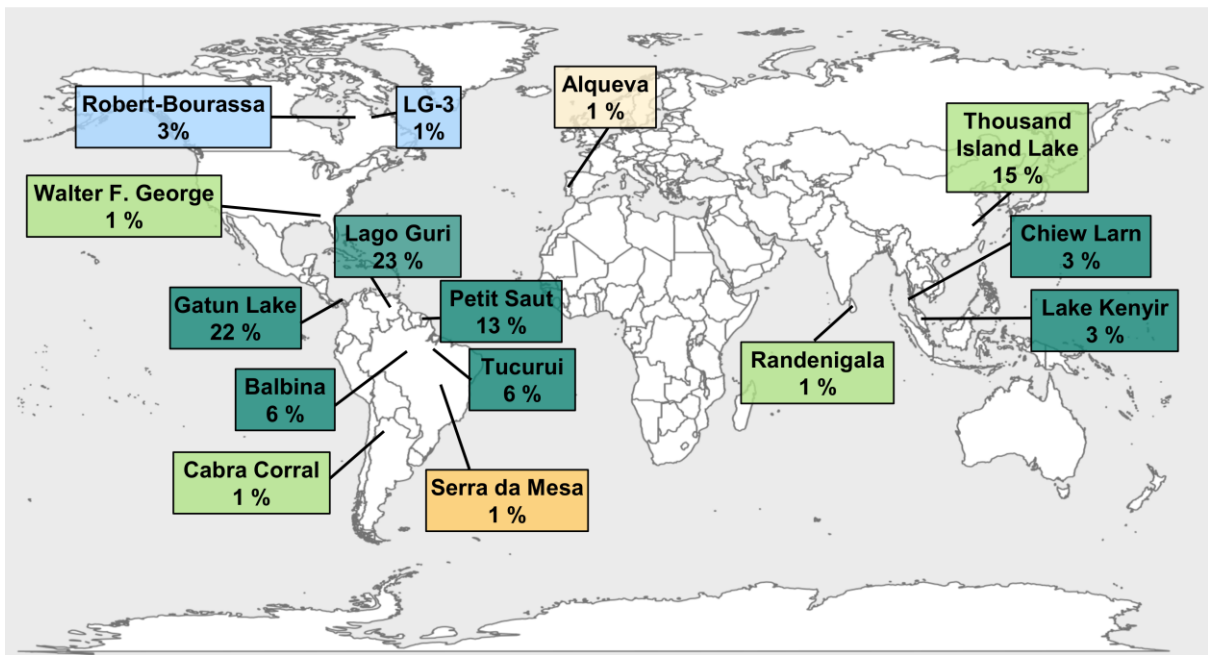 Robert-Bourassa
3%
LG-3
1%
Alqueva
1 %
Thousand
Island Lake
15 %
Walter F. George
1 %
Lago Guri
23 %
Chiew Larn
3 %
Gatun Lake
22 %
Petit Saut
13 %
Lake Kenyir
3 %
Randenigala
1 %
Balbina
6 %
Tucurui
6 %
Cabra Corral
1 %
Serra da Mesa
1 %